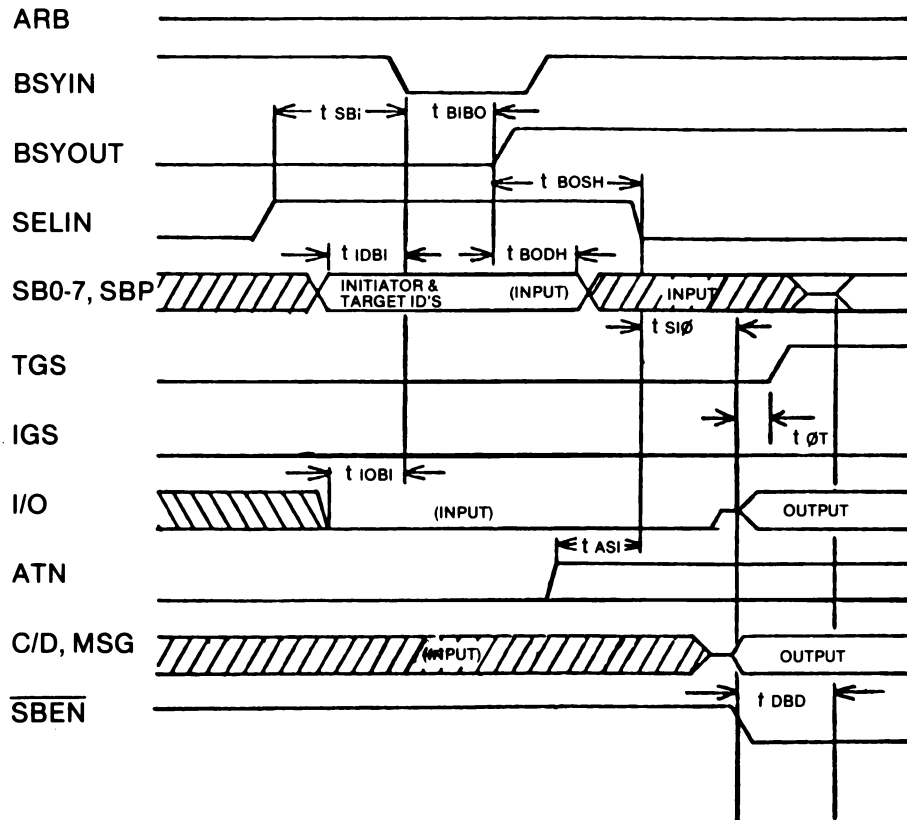 ARB
BSYIN
t SBi
t BIBO
BSYOUT
t BOSH
SELIN
t IDBI
t BODH
SB0-7, SBP
INITIATOR &
TARGET ID'S
(INPUT)
INPUT
t SIØ
TGS
t ØT
IGS
t IOBI
I/O
(INPUT)
OUTPUT
t ASI
ATN
C/D, MSG
(INPUT)
OUTPUT
t DBD
SBEN